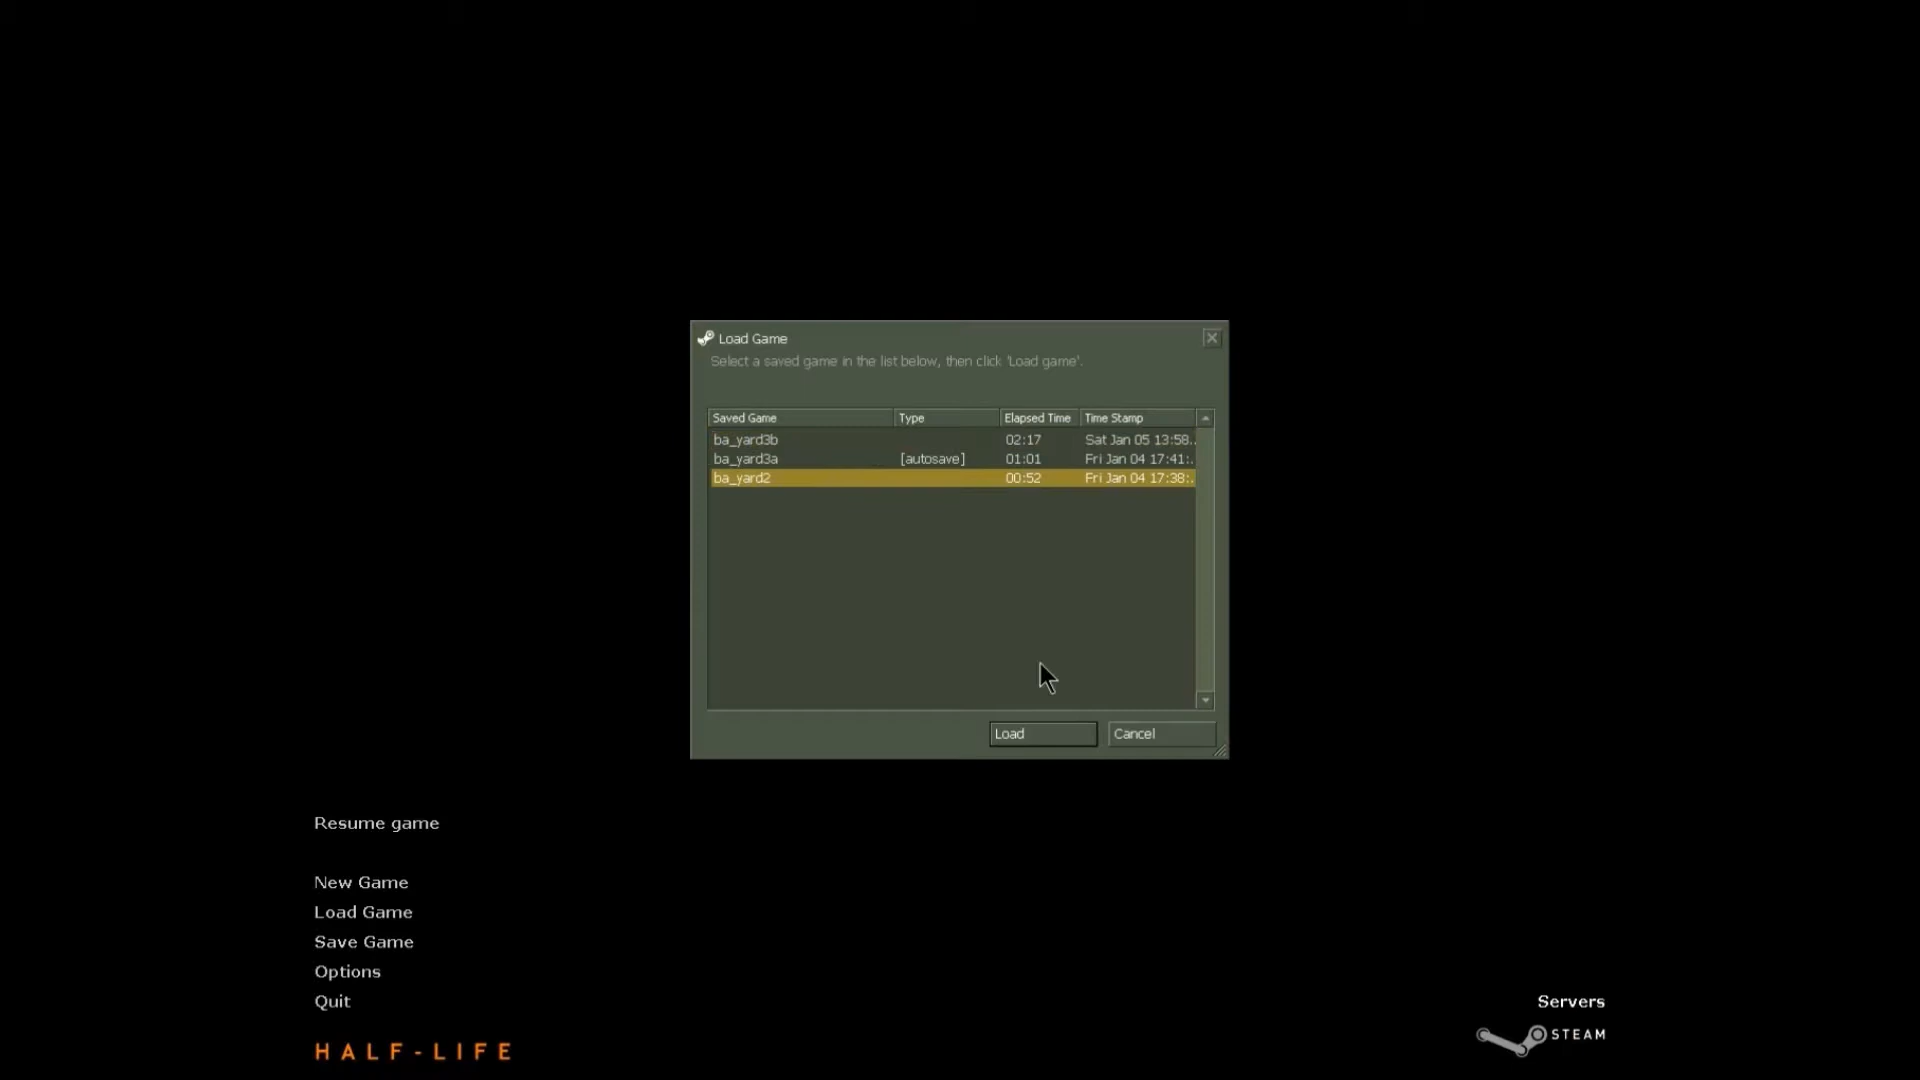 Load Game
Select a saved game in the list below, then click 'Load game'.
Saved Game Type Elapsed Time Time Stamp
ba_yard3b 02:17 Sat Jan 05 13:58..
ba_yard3a [autosave] 01:01 Fri Jan 04 17:41:.
ba_yard2 00:52 Fri Jan 04 17:38:.
Load Cancel
Resume game
New Game
Load Game
Save Game
Options
Quit
Servers
HALF-LIFE
STEAM